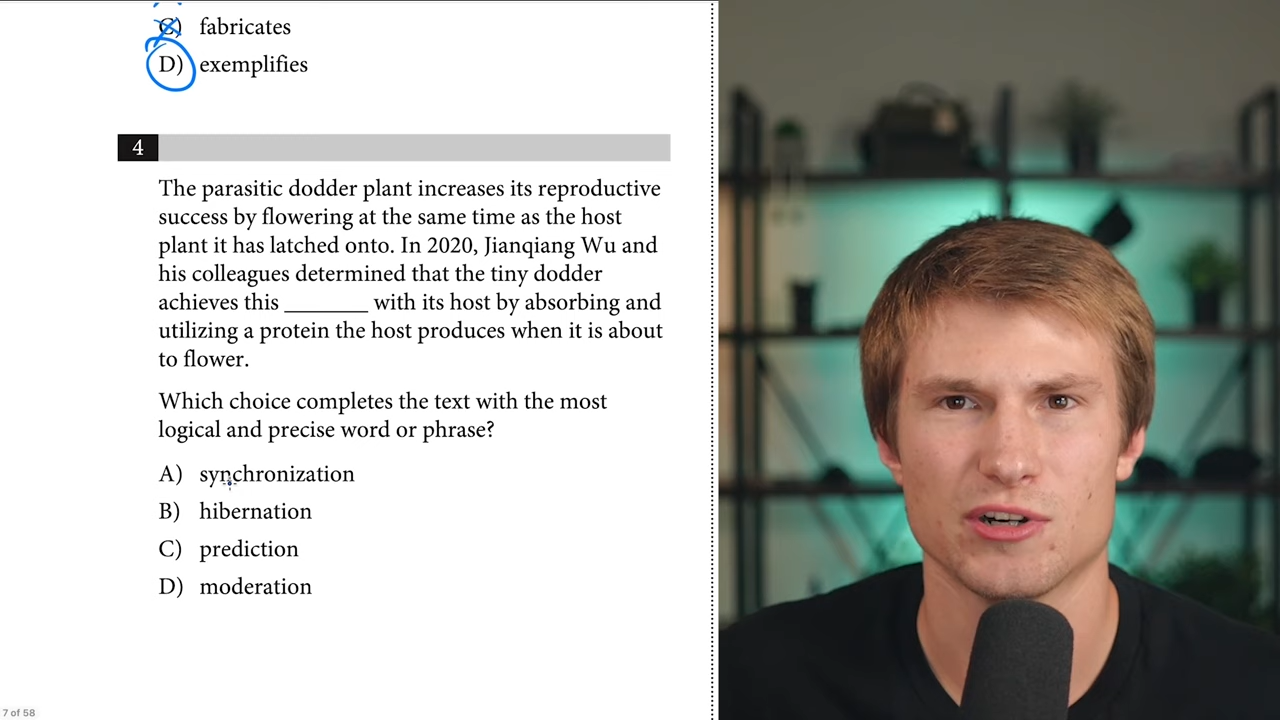 C) fabricates
D) exemplifies
4
The parasitic dodder plant increases its reproductive
success by flowering at the same time as the host
plant it has latched onto. In 2020, Jianqiang Wu and
his colleagues determined that the tiny dodder
achieves this ________ with its host by absorbing and
utilizing a protein the host produces when it is about
to flower.
Which choice completes the text with the most
logical and precise word or phrase?
A) synchronization
B) hibernation
C) prediction
D) moderation
7 of 58